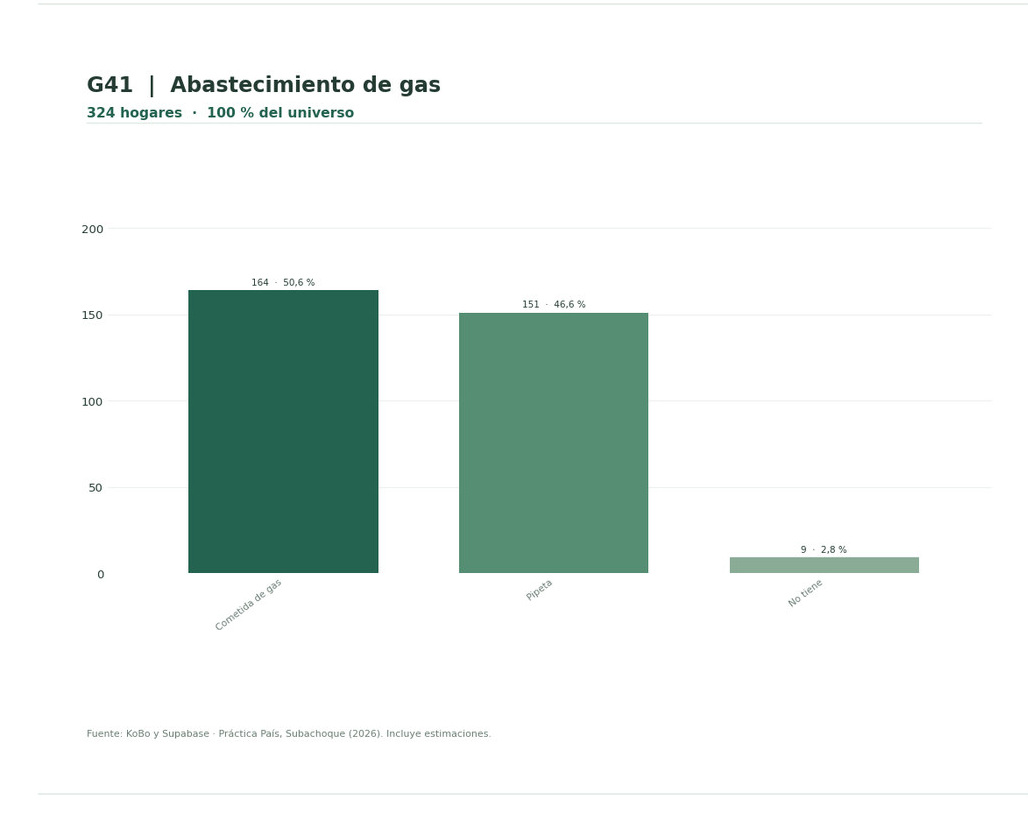 G41 | Abastecimiento de gas
324 hogares · 100 % del universo
200
150
100
50
0
164 · 50,6 %
151 · 46,6 %
9 · 2,8 %
Cometida de gas
Pipeta
No tiene
Fuente: KoBo y Supabase · Práctica País, Subachoque (2026). Incluye estimaciones.